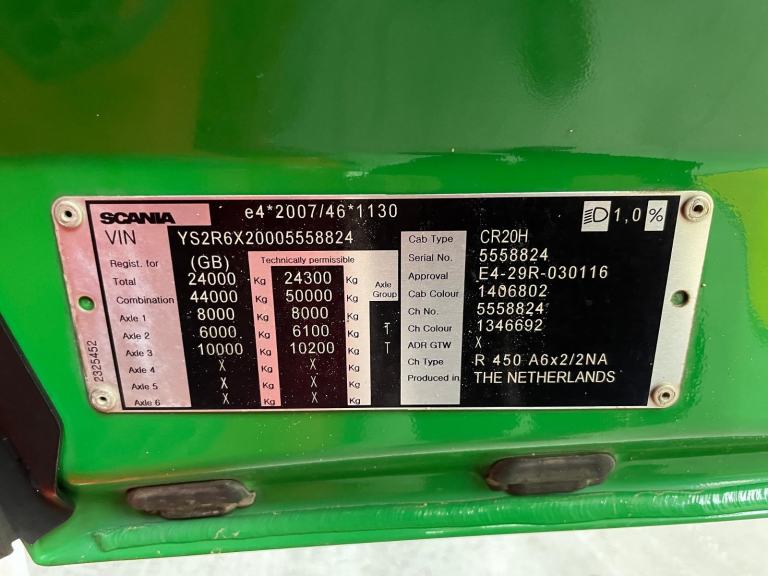 SCANIA e4*2007/46*1130 1,0 %
VIN YS2R6X20005558824
Regist. for (GB) Technically permissible
Total 24000 Kg 24300 Kg Axle Group
Combination 44000 Kg 50000 Kg
Axle 1 8000 Kg 8000 Kg
Axle 2 6000 Kg 6100 Kg T
Axle 3 10000 Kg 10200 Kg T
Axle 4 X Kg X Kg
Axle 5 X Kg X Kg
Axle 6 X Kg X Kg
2325452
Cab Type CR20H
Serial No. 5558824
Approval E4-29R-030116
Cab Colour 1406802
Ch No. 5558824
Ch Colour 1346692
ADR GTW X
Ch Type R 450 A6x2/2NA
Produced in THE NETHERLANDS